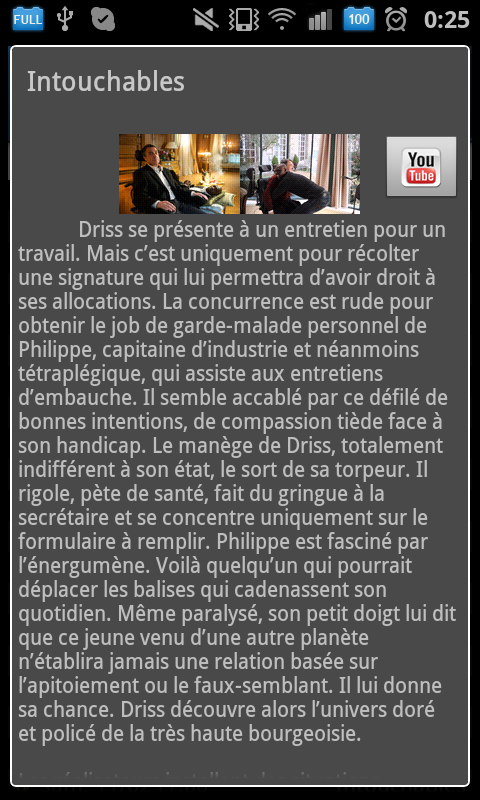 FULL 100 0:25
Intouchables
You
Tube
Driss se présente à un entretien pour un
travail. Mais c’est uniquement pour récolter
une signature qui lui permettra d’avoir droit à
ses allocations. La concurrence est rude pour
obtenir le job de garde-malade personnel de
Philippe, capitaine d’industrie et néanmoins
tétraplégique, qui assiste aux entretiens
d’embauche. Il semble accablé par ce défilé de
bonnes intentions, de compassion tiède face à
son handicap. Le manège de Driss, totalement
indifférent à son état, le sort de sa torpeur. Il
rigole, pète de santé, fait du gringue à la
secrétaire et se concentre uniquement sur le
formulaire à remplir. Philippe est fasciné par
l’énergumène. Voilà quelqu’un qui pourrait
déplacer les balises qui cadenassent son
quotidien. Même paralysé, son petit doigt lui dit
que ce jeune venu d’une autre planète
n’établira jamais une relation basée sur
l’apitoiement ou le faux-semblant. Il lui donne
sa chance. Driss découvre alors l’univers doré
et policé de la très haute bourgeoisie.